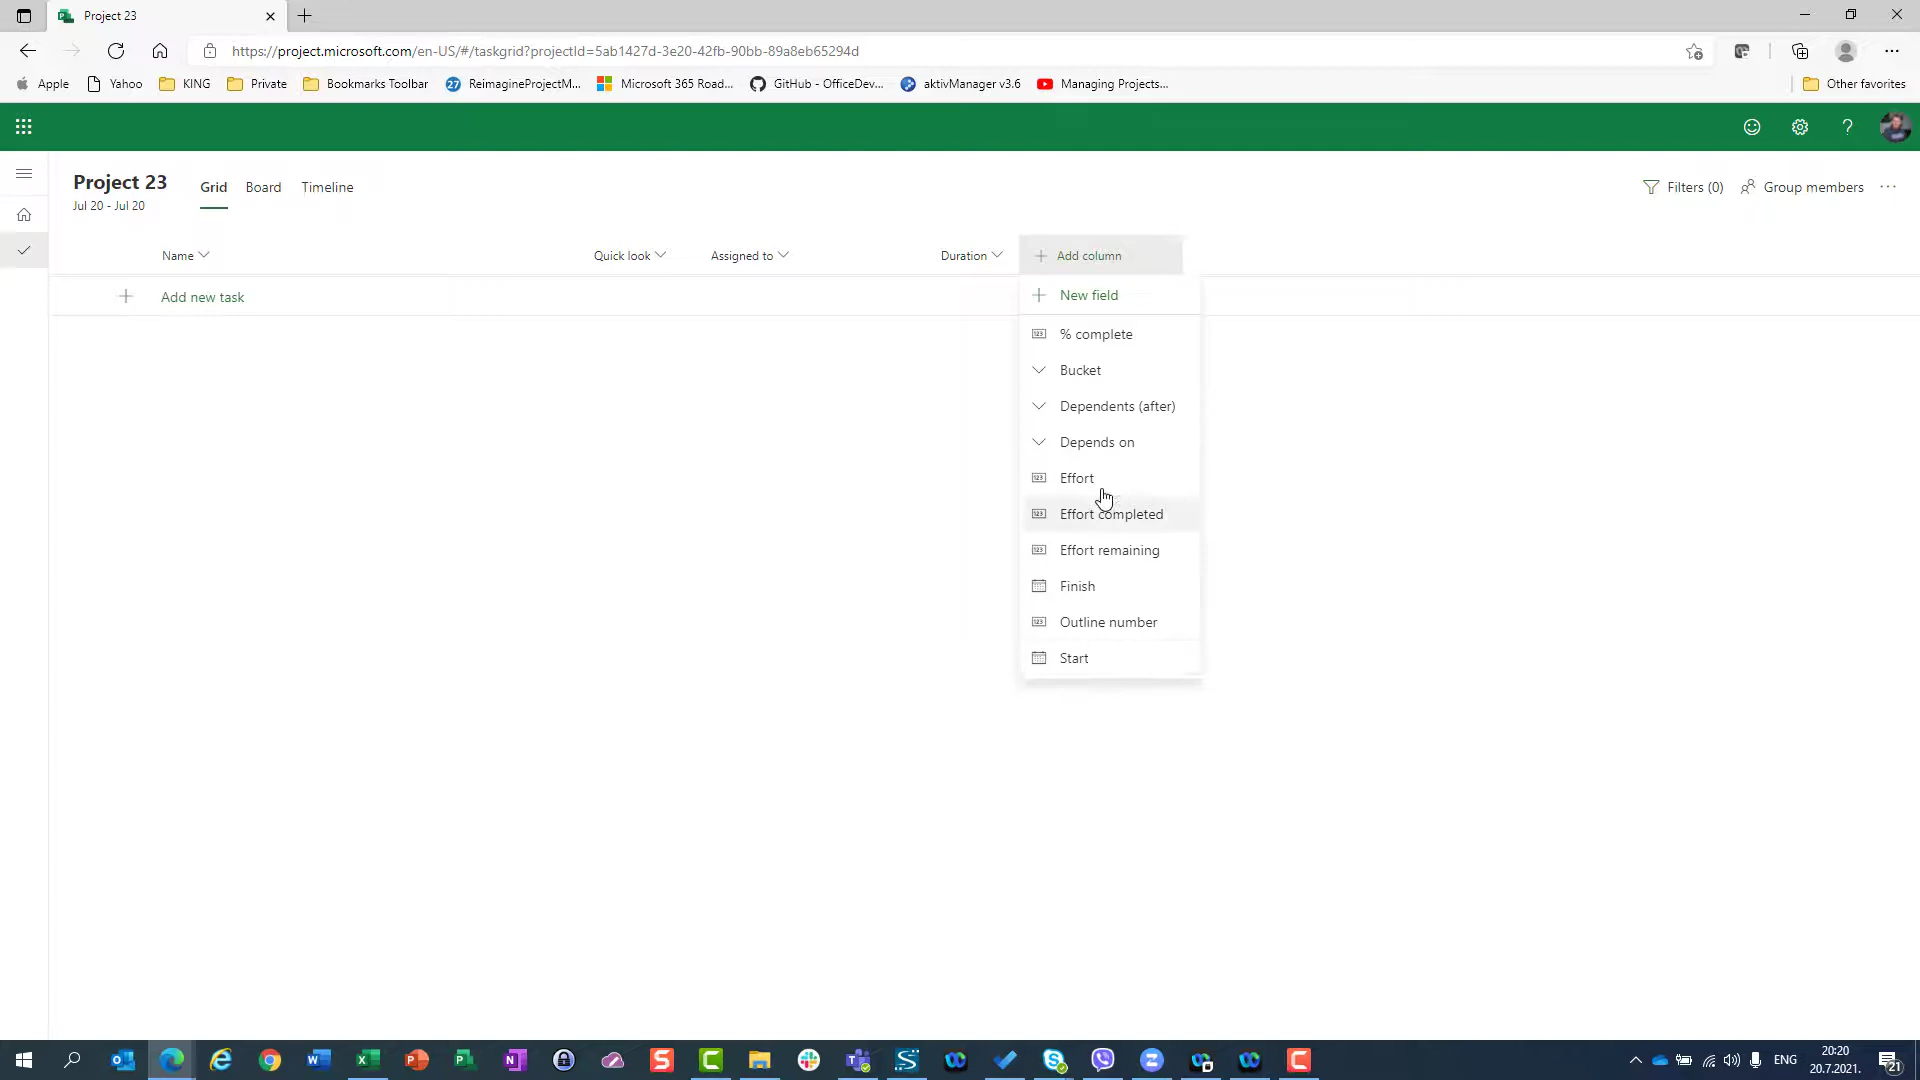 Project 23
https://project.microsoft.com/en-US/#/taskgrid?projectId=5ab1427d-3e20-42fb-90bb-89a8eb65294d
Apple
Yahoo
KING
Private
Bookmarks Toolbar
27 ReimagineProjectM...
Microsoft 365 Road...
GitHub - OfficeDev...
aktivManager v3.6
Managing Projects...
Other favorites
Project 23
Jul 20 - Jul 20
Grid
Board
Timeline
Filters (0)
Group members
Name
Quick look
Assigned to
Duration
Add column
Add new task
New field
% complete
Bucket
Dependents (after)
Depends on
Effort
Effort completed
Effort remaining
Finish
Outline number
Start
ENG
20:20
20.7.2021.
21